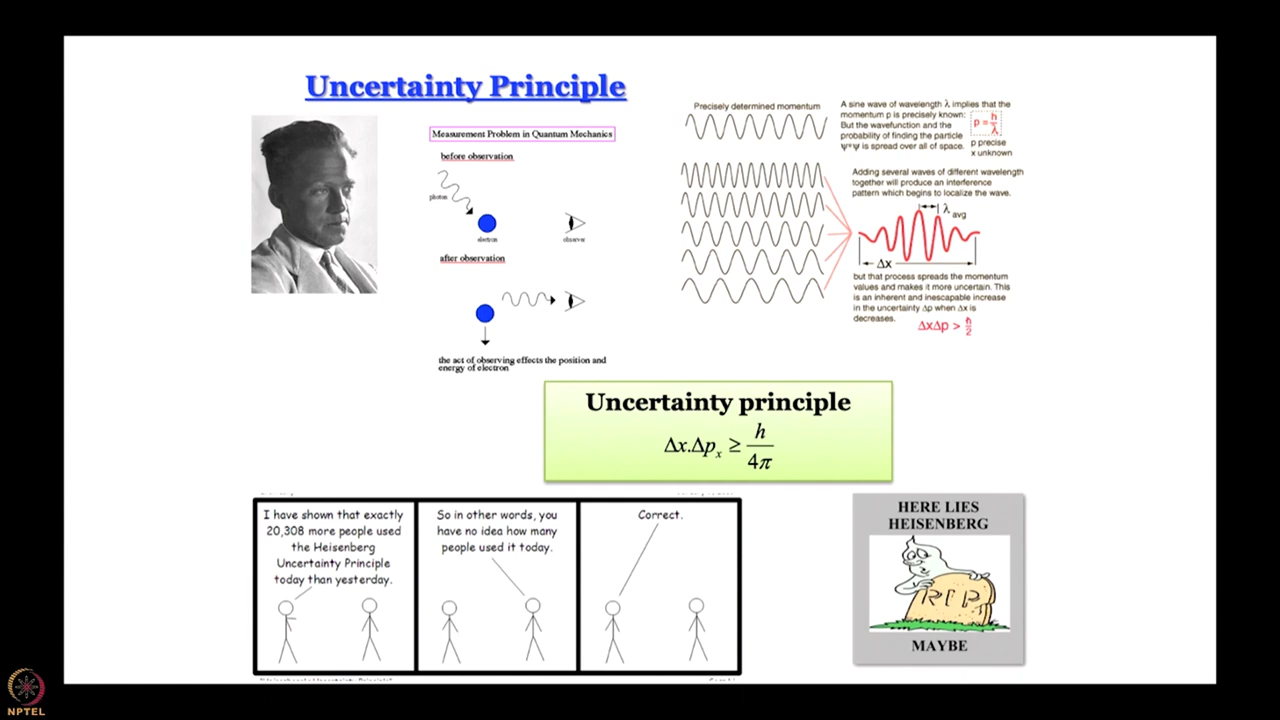 Uncertainty Principle
Measurement Problem in Quantum Mechanics
before observation
photon
electron
observer
after observation
the act of observing effects the position and
energy of electron
Precisely determined momentum
A sine wave of wavelength λ implies that the
momentum p is precisely known:
But the wavefunction and the
probability of finding the particle
ψ*ψ is spread over all of space.
p = h/λ
p precise
x unknown
Adding several waves of different wavelength
together will produce an interference
pattern which begins to localize the wave.
λ avg
Δx
but that process spreads the momentum
values and makes it more uncertain. This
is an inherent and inescapable increase
in the uncertainty Δp when Δx is
decreases.
ΔxΔp > ħ/2
Uncertainty principle
Δx.Δpₓ ≥ h/4π
I have shown that exactly
20,308 more people used
the Heisenberg
Uncertainty Principle
today than yesterday.
So in other words, you
have no idea how many
people used it today.
Correct.
HERE LIES
HEISENBERG
RIP
MAYBE
NPTEL